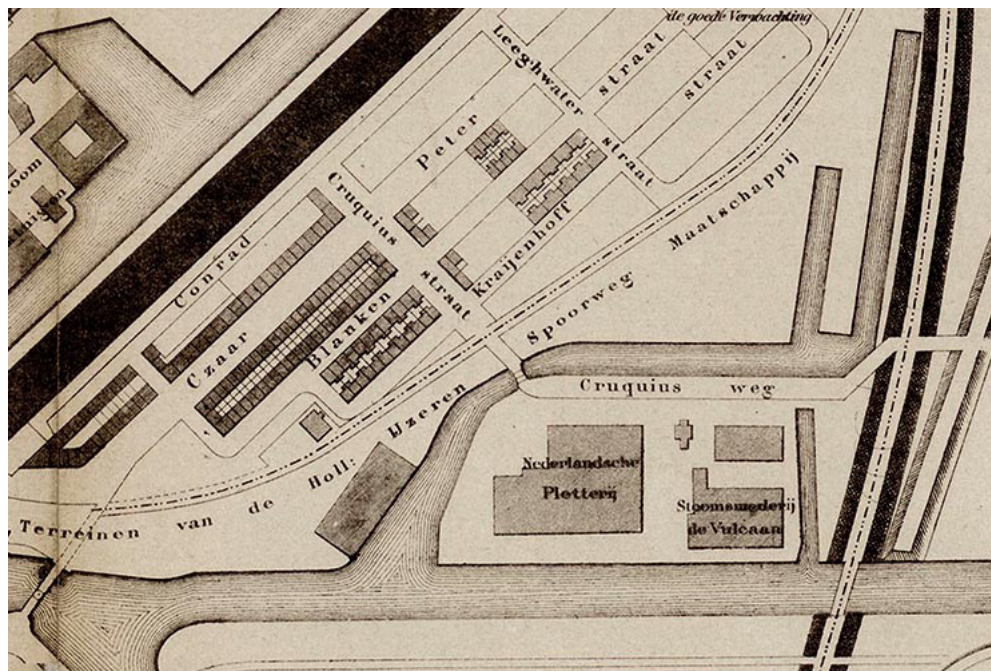 de goede Verwachting
Leeghwater
straat
straat
straat
Peter
Cruquius
straat
Kraijenhoff
Conrad
Czaar
Blanken
Spoorweg
Maatschappij
IJzeren
Terreinen van de Holl:
Cruquius weg
Nederlandsche
Pletterij
Stoomsmederij
de Vulcaan
oom